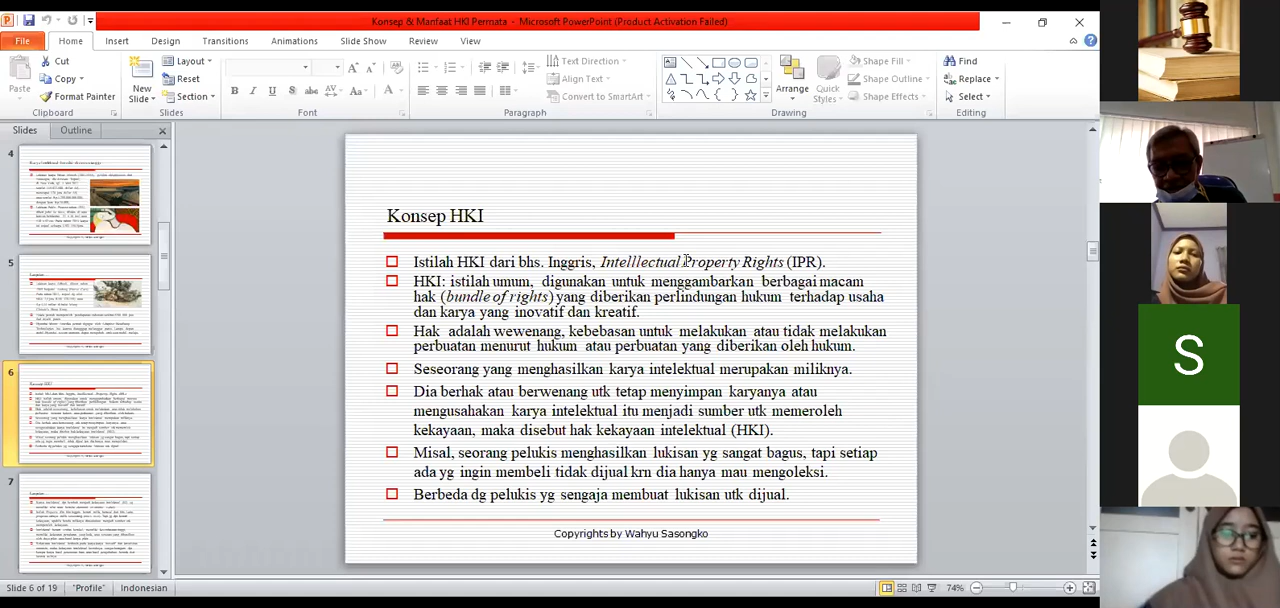 Konsep & Manfaat HKI Permata - Microsoft PowerPoint (Product Activation Failed)
File Home Insert Design Transitions Animations Slide Show Review View
Paste
Cut
Copy
Format Painter
Clipboard
New
Slide
Layout
Reset
Section
Slides
Font
Text Direction
Align Text
Convert to SmartArt
Paragraph
Arrange
Quick
Styles
Shape Fill
Shape Outline
Shape Effects
Drawing
Find
Replace
Select
Editing
Slides Outline
4
5
6
7
Konsep HKI
Istilah HKI dari bhs. Inggris, Intelllectual Property Rights (IPR).
HKI: istilah umum, digunakan untuk menggambarkan berbagai macam
hak (bundle of rights) yang diberikan perlindungan hukum terhadap usaha
dan karya yang inovatif dan kreatif.
Hak adalah wewenang, kebebasan untuk melakukan atau tidak melakukan
perbuatan menurut hukum atau perbuatan yang diberikan oleh hukum.
Seseorang yang menghasilkan karya intelektual merupakan miliknya.
Dia berhak atau berwenang utk tetap menyimpan karyanya atau
mengusahakan karya intelektual itu menjadi sumber utk memeroleh
kekayaan, maka disebut hak kekayaan intelektual (HKI).
Misal, seorang pelukis menghasilkan lukisan yg sangat bagus, tapi setiap
ada yg ingin membeli tidak dijual krn dia hanya mau mengoleksi.
Berbeda dg pelukis yg sengaja membuat lukisan utk dijual.
Copyrights by Wahyu Sasongko
S
Slide 6 of 19 "Profile" Indonesian 74%